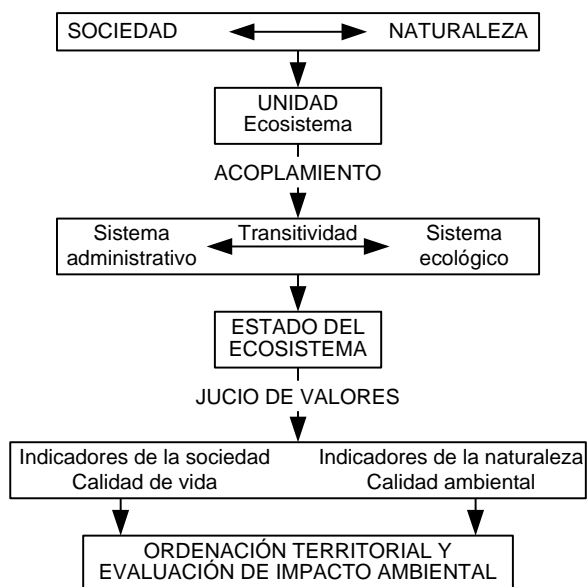 SOCIEDAD NATURALEZA
UNIDAD
Ecosistema
ACOPLAMIENTO
Sistema administrativo
Transitividad
Sistema ecológico
ESTADO DEL
ECOSISTEMA
JUCIO DE VALORES
Indicadores de la sociedad
Calidad de vida
Indicadores de la naturaleza
Calidad ambiental
ORDENACIÓN TERRITORIAL Y
EVALUACIÓN DE IMPACTO AMBIENTAL